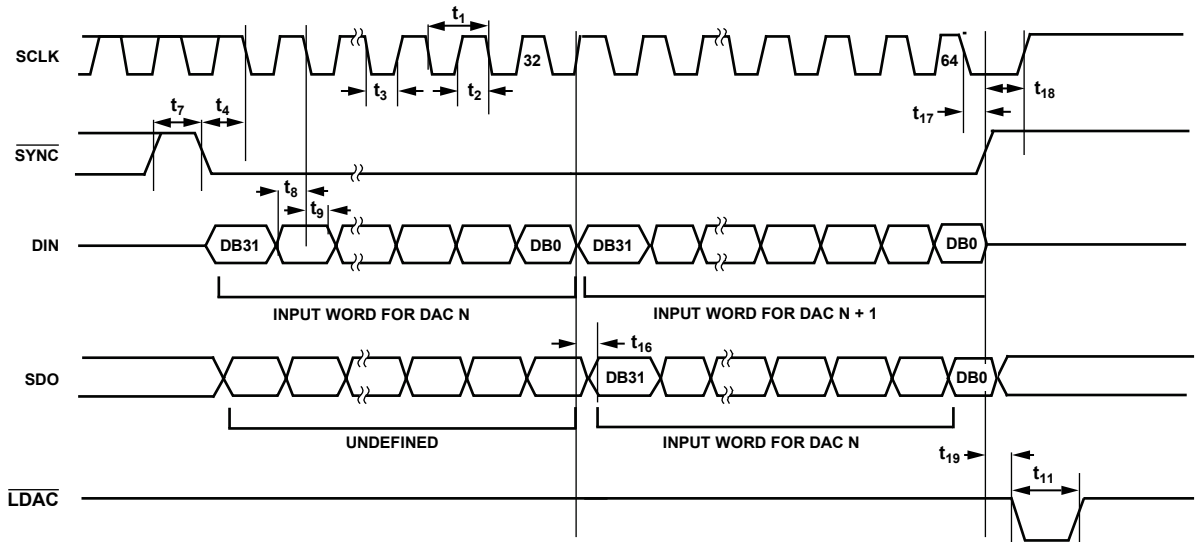 t1
SCLK
32
64
t3
t2
t18
t17
t7
t4
SYNC
t8
t9
DIN
DB31
DB0
DB31
DB0
INPUT WORD FOR DAC N
INPUT WORD FOR DAC N + 1
t16
SDO
DB31
DB0
UNDEFINED
INPUT WORD FOR DAC N
t19
t11
LDAC